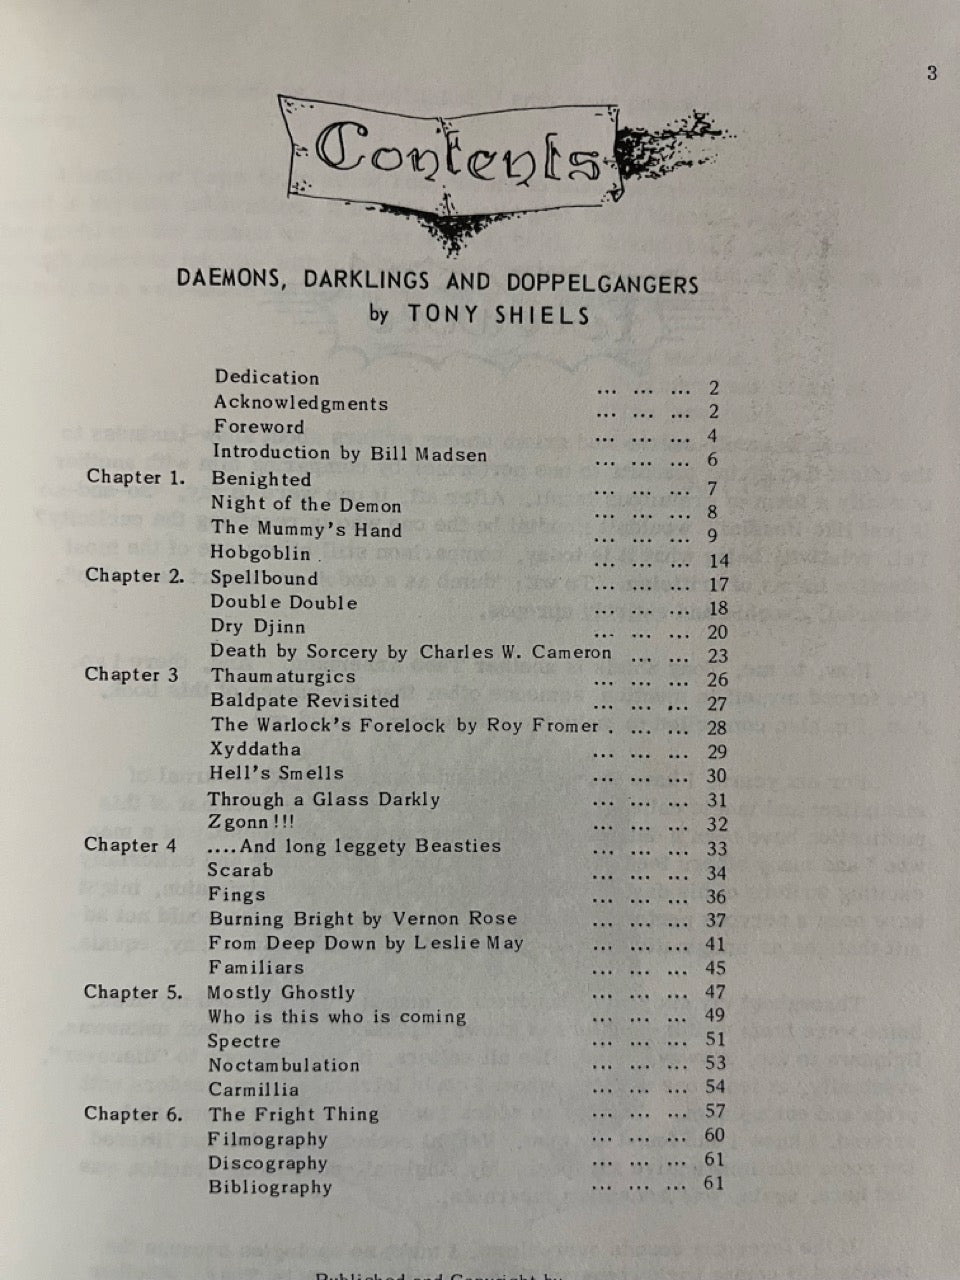 3
Contents
DAEMONS, DARKLINGS AND DOPPELGANGERS
by TONY SHIELS
Dedication ... ... ... 2
Acknowledgments ... ... ... 2
Foreword ... ... ... 4
Introduction by Bill Madsen ... ... ... 6
Chapter 1. Benighted ... ... ... 7
Night of the Demon ... ... ... 8
The Mummy's Hand ... ... ... 9
Hobgoblin ... ... ... 14
Chapter 2. Spellbound ... ... ... 17
Double Double ... ... ... 18
Dry Djinn ... ... ... 20
Death by Sorcery by Charles W. Cameron ... ... 23
Chapter 3 Thaumaturgics ... ... ... 26
Baldpate Revisited ... ... ... 27
The Warlock's Forelock by Roy Fromer . ... ... 28
Xyddatha ... ... ... 29
Hell's Smells ... ... ... 30
Through a Glass Darkly ... ... ... 31
Zgonn!!! ... ... ... 32
Chapter 4 ....And long leggety Beasties ... ... ... 33
Scarab ... ... ... 34
Fings ... ... ... 36
Burning Bright by Vernon Rose ... ... ... 37
From Deep Down by Leslie May ... ... ... 41
Familiars ... ... ... 45
Chapter 5. Mostly Ghostly ... ... ... 47
Who is this who is coming ... ... ... 49
Spectre ... ... ... 51
Noctambulation ... ... ... 53
Carmillia ... ... ... 54
Chapter 6. The Fright Thing ... ... ... 57
Filmography ... ... ... 60
Discography ... ... ... 61
Bibliography ... ... ... 61
Published and Copyright by